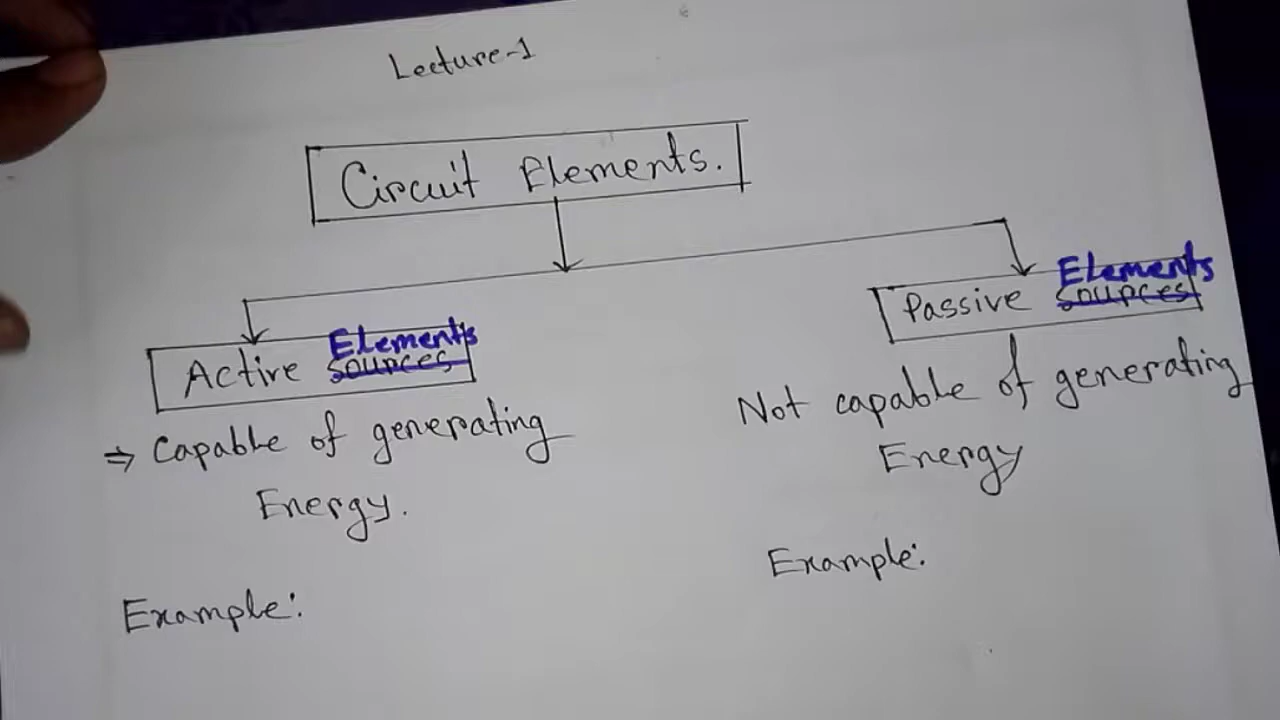 Lecture-1
Circuit Elements.
Elements
Active sources
⇒ Capable of generating
Energy.
Example:
Elements
Passive sources
Not capable of generating
Energy
Example: